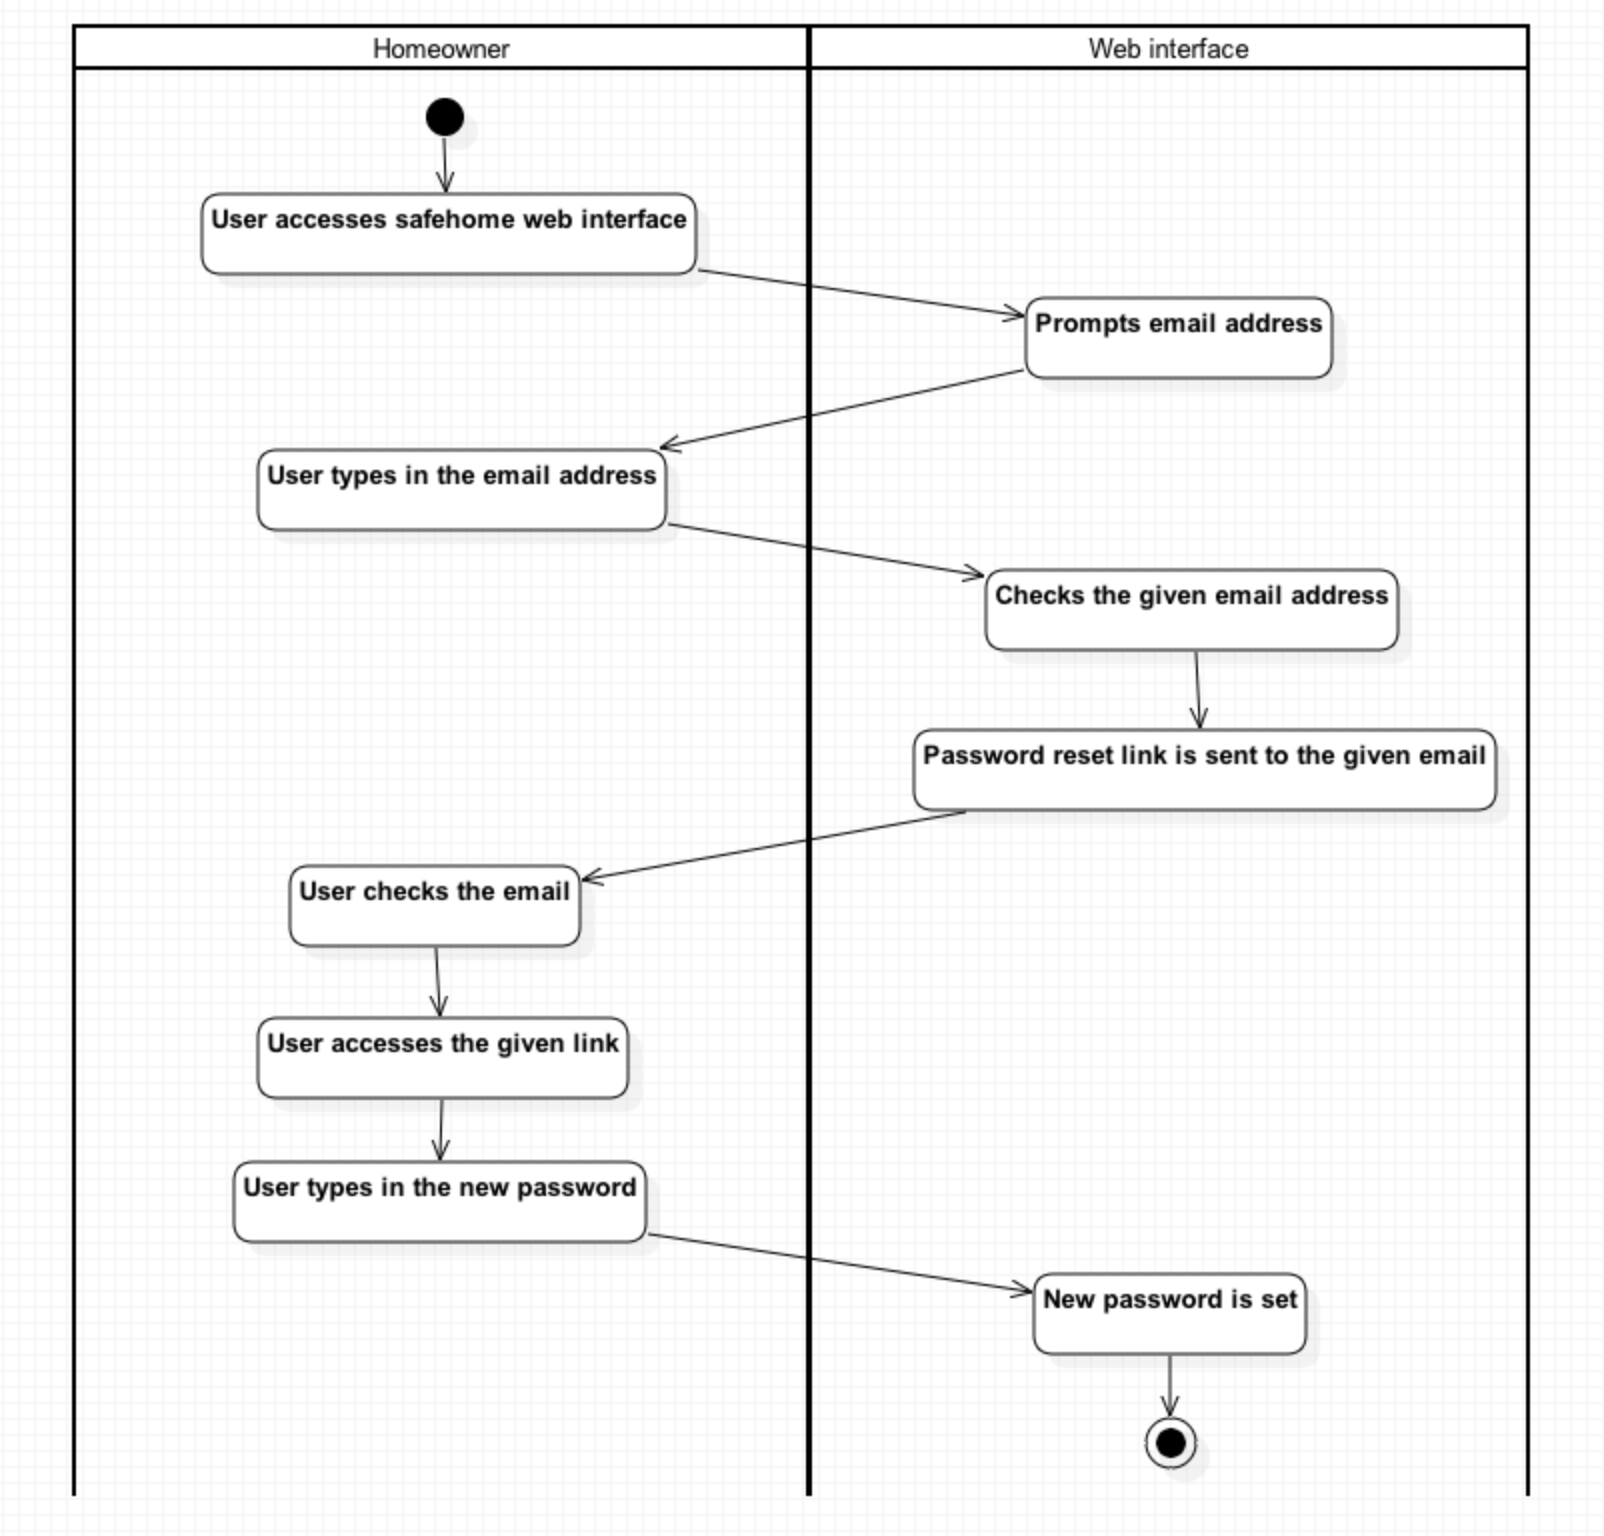 Homeowner
Web interface
User accesses safehome web interface
Prompts email address
User types in the email address
Checks the given email address
Password reset link is sent to the given email
User checks the email
User accesses the given link
User types in the new password
New password is set